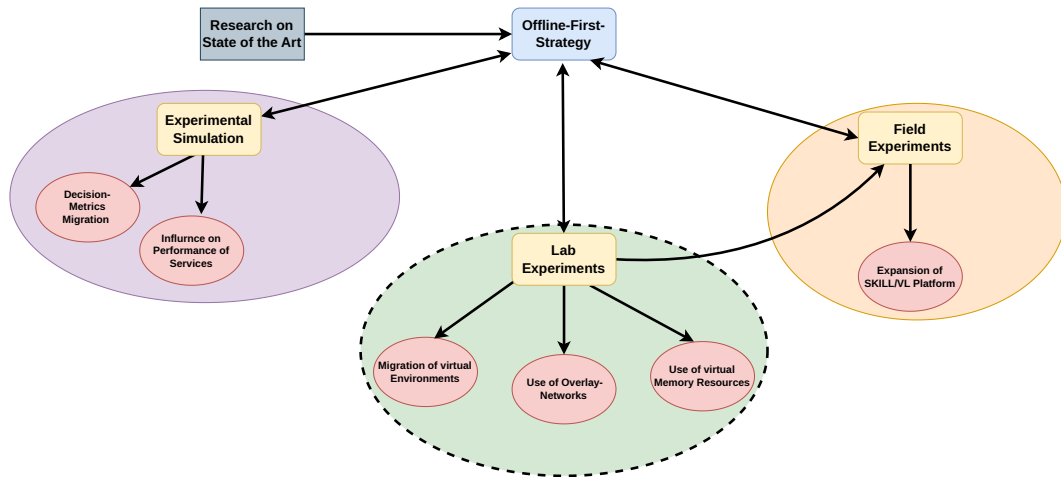 Research on
State of the Art
Offline-First-
Strategy
Experimental
Simulation
Decision-
Metrics
Migration
Influrnce on
Performance of
Services
Lab
Experiments
Migration of virtual
Environments
Use of Overlay-
Networks
Use of virtual
Memory Resources
Field
Experiments
Expansion of
SKILL/VL Platform